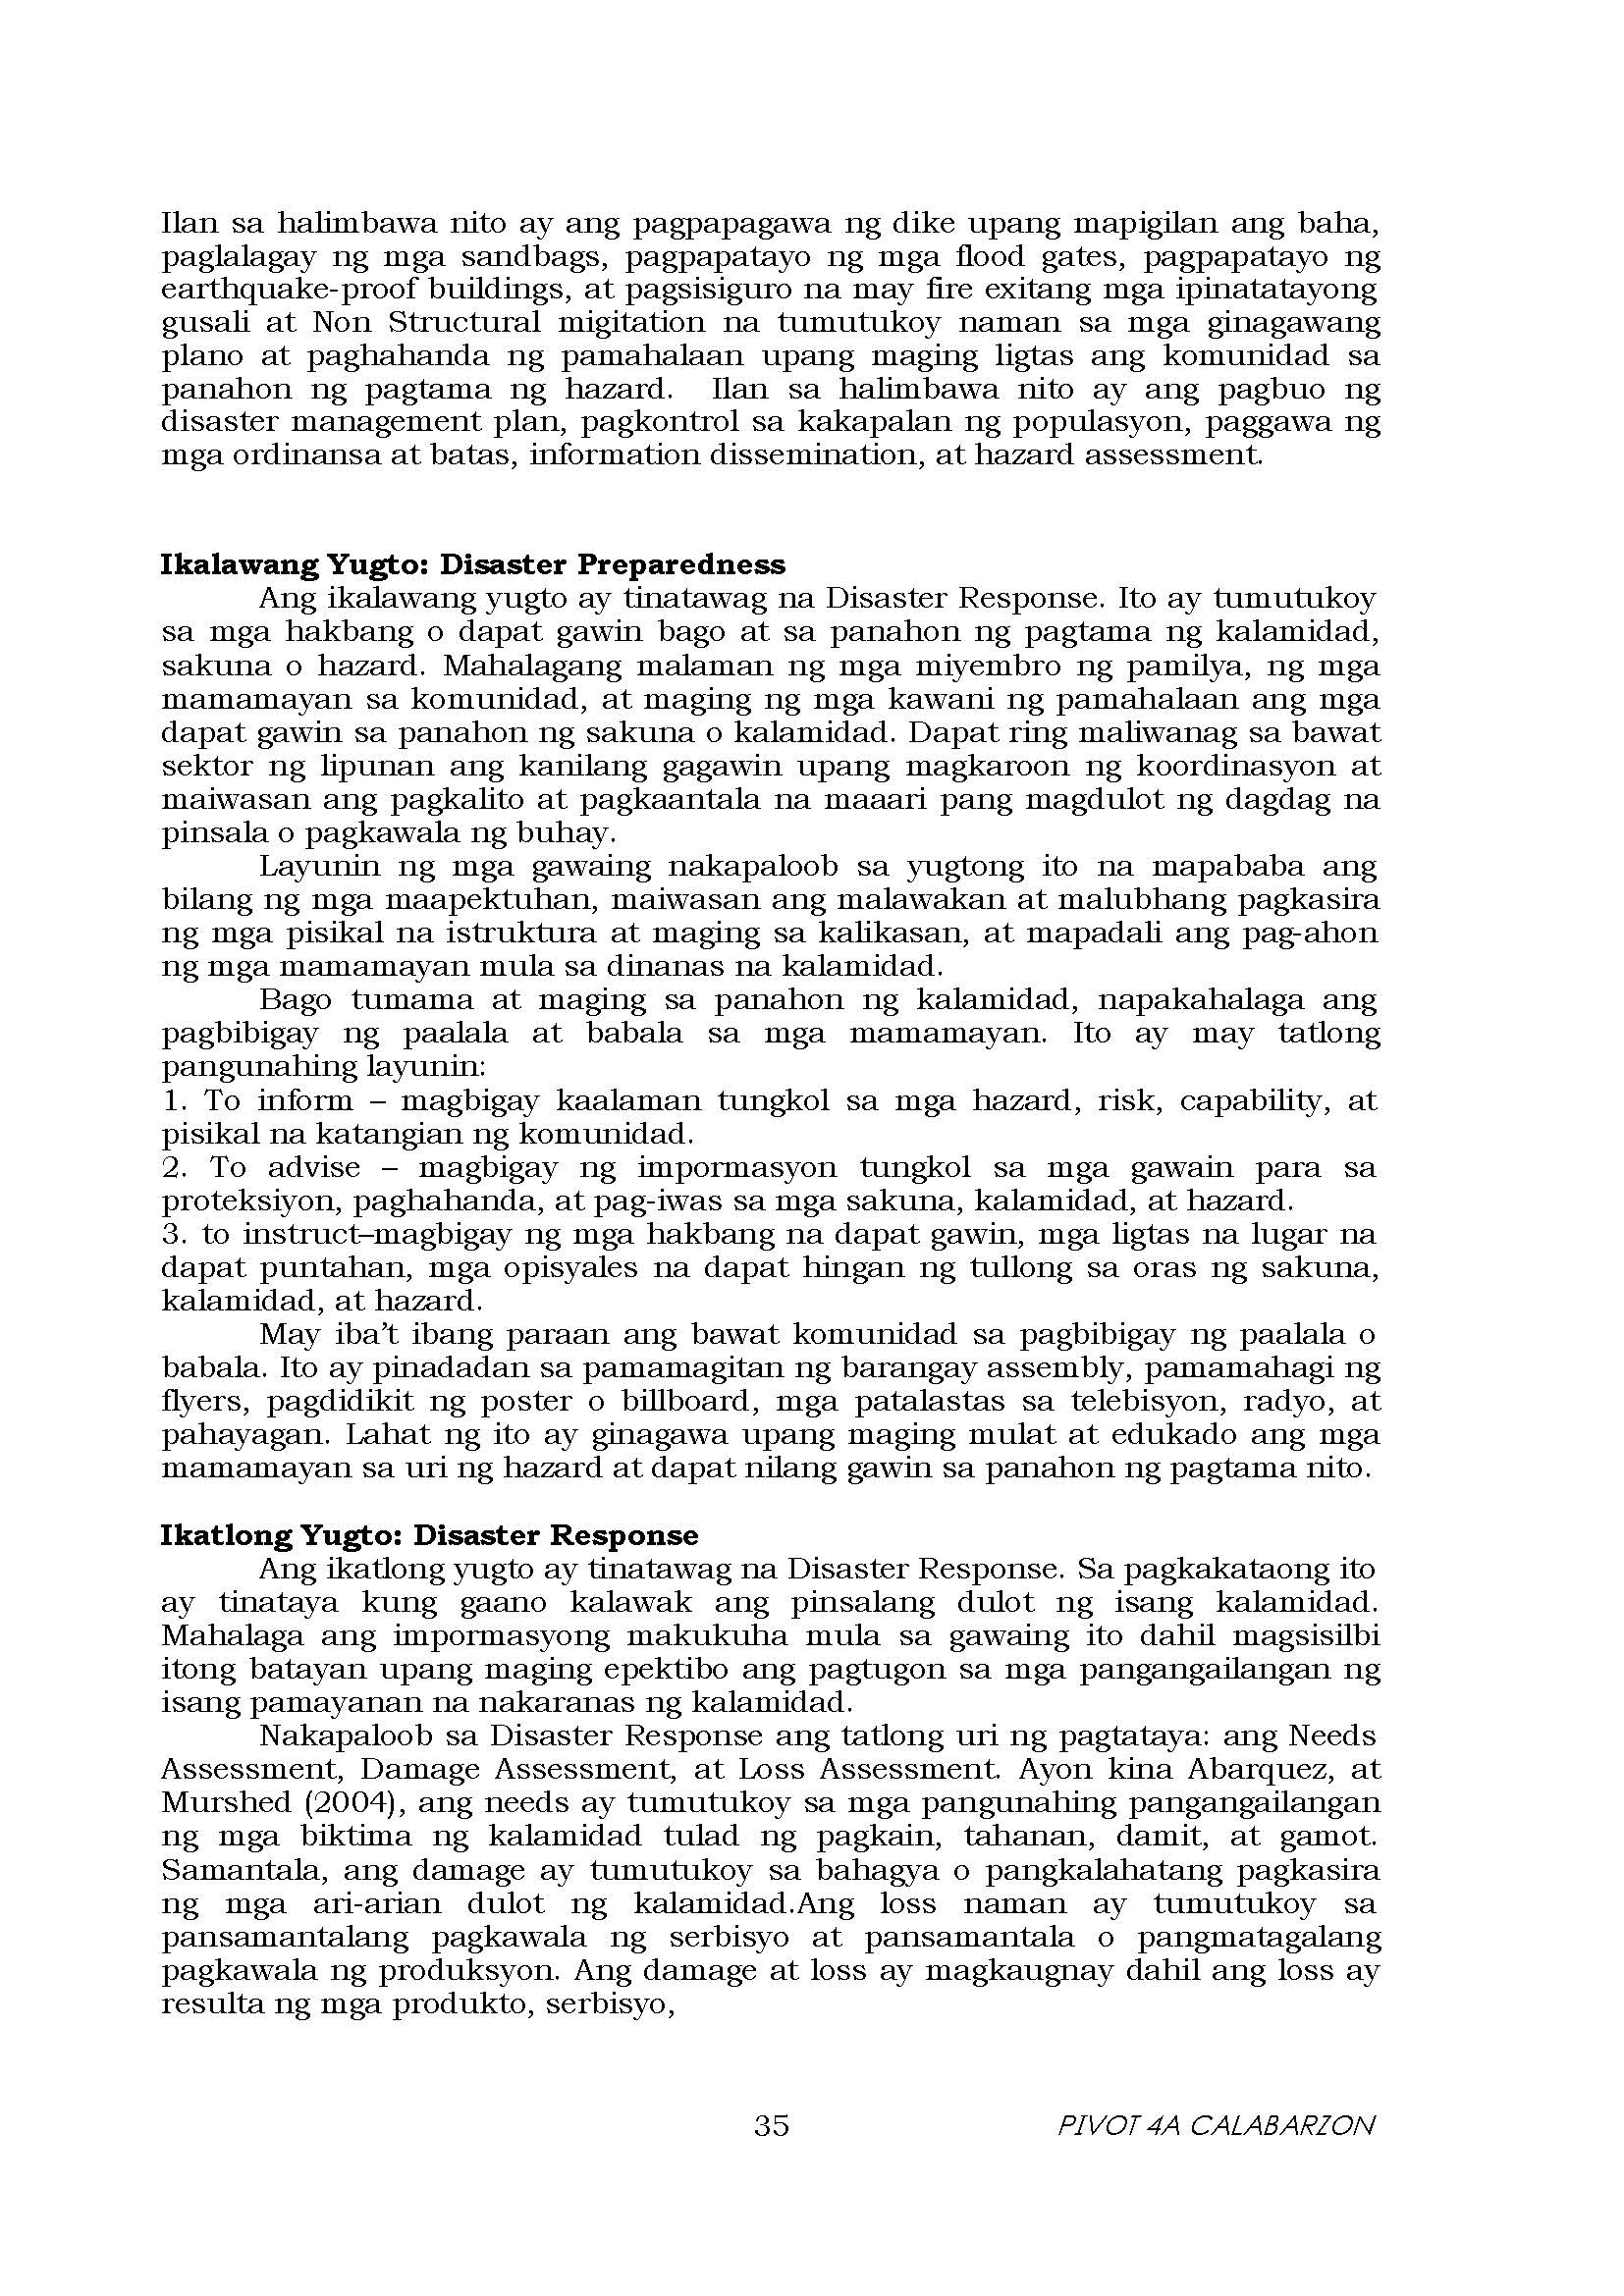 Ilan sa halimbawa nito ay ang pagpapagawa ng dike upang mapigilan ang baha,
paglalagay ng mga sandbags, pagpapatayo ng mga flood gates, pagpapatayo ng
earthquake-proof buildings, at pagsisiguro na may fire exitang mga ipinatatayong
gusali at Non Structural migitation na tumutukoy naman sa mga ginagawang
plano at paghahanda ng pamahalaan upang maging ligtas ang komunidad sa
panahon ng pagtama ng hazard.  Ilan sa halimbawa nito ay ang pagbuo ng
disaster management plan, pagkontrol sa kakapalan ng populasyon, paggawa ng
mga ordinansa at batas, information dissemination, at hazard assessment.
Ikalawang Yugto: Disaster Preparedness
Ang ikalawang yugto ay tinatawag na Disaster Response. Ito ay tumutukoy
sa mga hakbang o dapat gawin bago at sa panahon ng pagtama ng kalamidad,
sakuna o hazard. Mahalagang malaman ng mga miyembro ng pamilya, ng mga
mamamayan sa komunidad, at maging ng mga kawani ng pamahalaan ang mga
dapat gawin sa panahon ng sakuna o kalamidad. Dapat ring maliwanag sa bawat
sektor ng lipunan ang kanilang gagawin upang magkaroon ng koordinasyon at
maiwasan ang pagkalito at pagkaantala na maaari pang magdulot ng dagdag na
pinsala o pagkawala ng buhay.
Layunin ng mga gawaing nakapaloob sa yugtong ito na mapababa ang
bilang ng mga maapektuhan, maiwasan ang malawakan at malubhang pagkasira
ng mga pisikal na istruktura at maging sa kalikasan, at mapadali ang pag-ahon
ng mga mamamayan mula sa dinanas na kalamidad.
Bago tumama at maging sa panahon ng kalamidad, napakahalaga ang
pagbibigay ng paalala at babala sa mga mamamayan. Ito ay may tatlong
pangunahing layunin:
1. To inform – magbigay kaalaman tungkol sa mga hazard, risk, capability, at
pisikal na katangian ng komunidad.
2. To advise – magbigay ng impormasyon tungkol sa mga gawain para sa
proteksiyon, paghahanda, at pag-iwas sa mga sakuna, kalamidad, at hazard.
3. to instruct–magbigay ng mga hakbang na dapat gawin, mga ligtas na lugar na
dapat puntahan, mga opisyales na dapat hingan ng tullong sa oras ng sakuna,
kalamidad, at hazard.
May iba't ibang paraan ang bawat komunidad sa pagbibigay ng paalala o
babala. Ito ay pinadadan sa pamamagitan ng barangay assembly, pamamahagi ng
flyers, pagdidikit ng poster o billboard, mga patalastas sa telebisyon, radyo, at
pahayagan. Lahat ng ito ay ginagawa upang maging mulat at edukado ang mga
mamamayan sa uri ng hazard at dapat nilang gawin sa panahon ng pagtama nito.
Ikatlong Yugto: Disaster Response
Ang ikatlong yugto ay tinatawag na Disaster Response. Sa pagkakataong ito
ay tinataya kung gaano kalawak ang pinsalang dulot ng isang kalamidad.
Mahalaga ang impormasyong makukuha mula sa gawaing ito dahil magsisilbi
itong batayan upang maging epektibo ang pagtugon sa mga pangangailangan ng
isang pamayanan na nakaranas ng kalamidad.
Nakapaloob sa Disaster Response ang tatlong uri ng pagtataya: ang Needs
Assessment, Damage Assessment, at Loss Assessment. Ayon kina Abarquez, at
Murshed (2004), ang needs ay tumutukoy sa mga pangunahing pangangailangan
ng mga biktima ng kalamidad tulad ng pagkain, tahanan, damit, at gamot.
Samantala, ang damage ay tumutukoy sa bahagya o pangkalahatang pagkasira
ng mga ari-arian dulot ng kalamidad.Ang loss naman ay tumutukoy sa
pansamantalang pagkawala ng serbisyo at pansamantala o pangmatagalang
pagkawala ng produksyon. Ang damage at loss ay magkaugnay dahil ang loss ay
resulta ng mga produkto, serbisyo,
35
PIVOT 4A CALABARZON